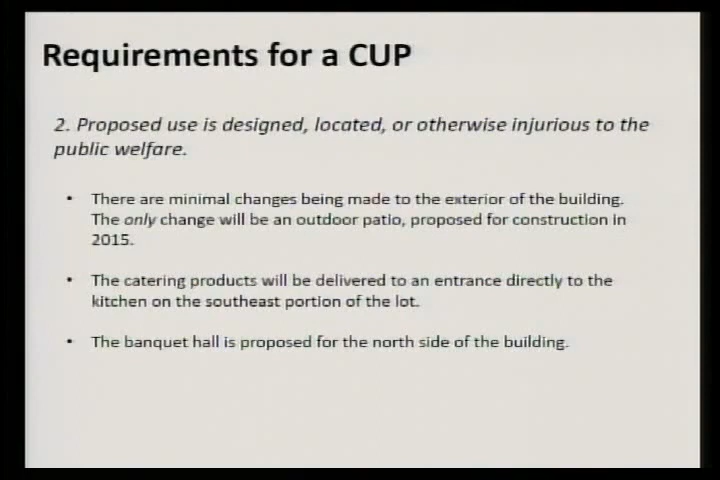 Requirements for a CUP
2. Proposed use is designed, located, or otherwise injurious to the
public welfare.
• There are minimal changes being made to the exterior of the building.
The only change will be an outdoor patio, proposed for construction in
2015.
• The catering products will be delivered to an entrance directly to the
kitchen on the southeast portion of the lot.
• The banquet hall is proposed for the north side of the building.